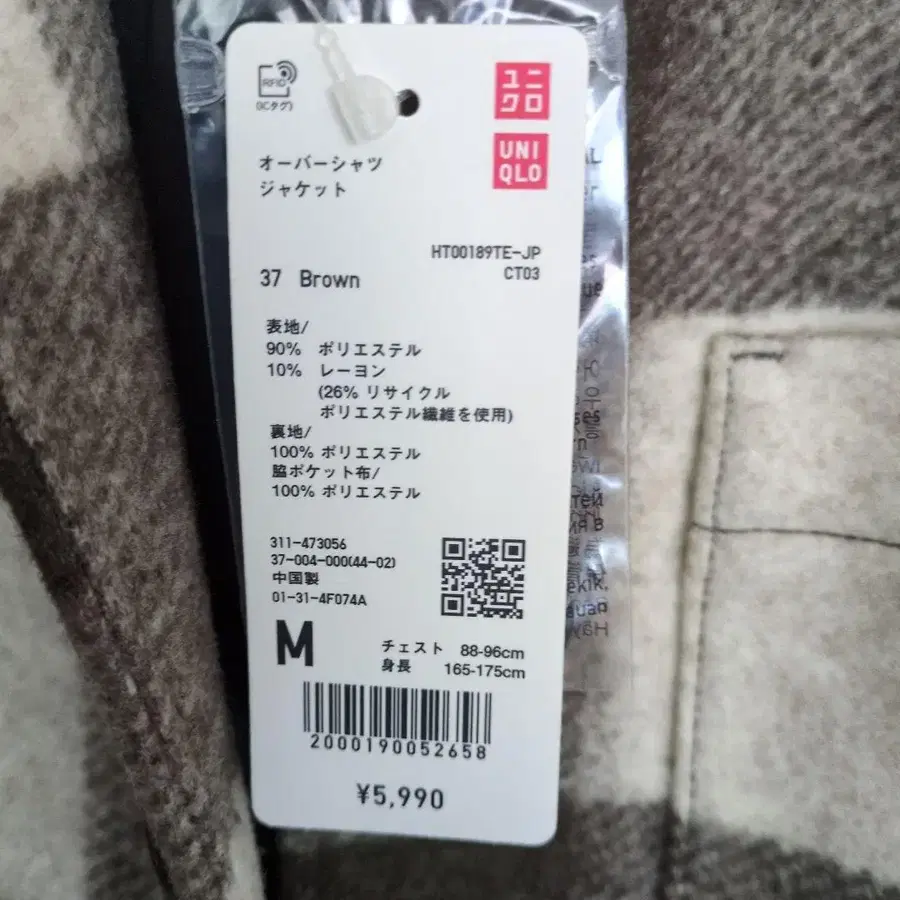 RFID
(ICタグ)
ユニ
クロ
UNI
QLO
オーバーシャツ
ジャケット
HT00189TE-JP
CT03
37 Brown
表地/
90% ポリエステル
10% レーヨン
(26% リサイクル
ポリエステル繊維を使用)
裏地/
100% ポリエステル
脇ポケット布/
100% ポリエステル
311-473056
37-004-000(44-02)
中国製
01-31-4F074A
M
チェスト 88-96cm
身長 165-175cm
2000190052658
¥5,990